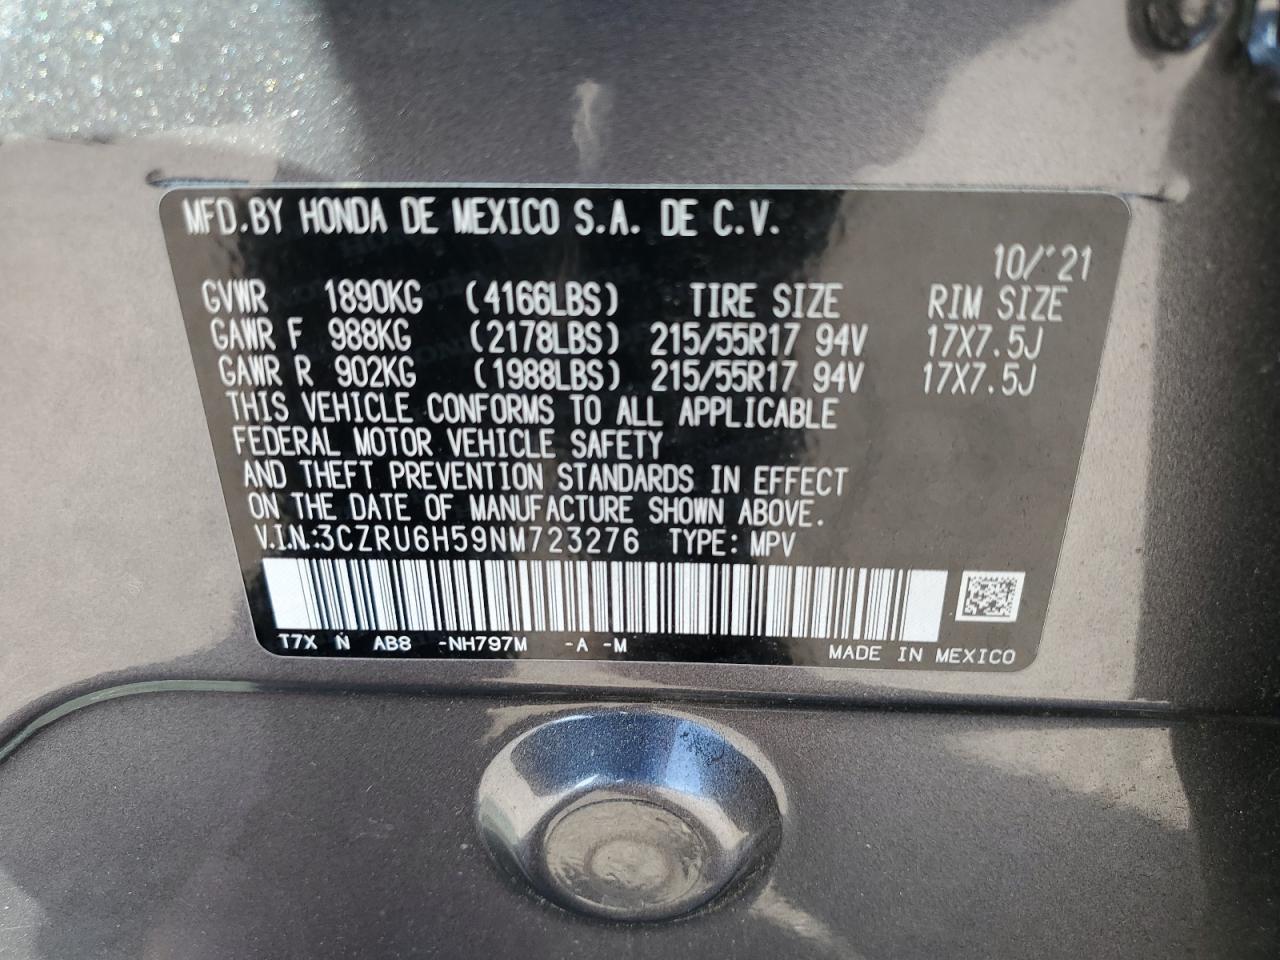 MFD.BY HONDA DE MEXICO S.A. DE C.V.
10/'21
GVWR 1890KG (4166LBS) TIRE SIZE RIM SIZE
GAWR F 988KG (2178LBS) 215/55R17 94V 17X7.5J
GAWR R 902KG (1988LBS) 215/55R17 94V 17X7.5J
THIS VEHICLE CONFORMS TO ALL APPLICABLE
FEDERAL MOTOR VEHICLE SAFETY
AND THEFT PREVENTION STANDARDS IN EFFECT
ON THE DATE OF MANUFACTURE SHOWN ABOVE.
V.I.N.:3CZRU6H59NM723276 TYPE: MPV
T7X N AB8 -NH797M -A -M MADE IN MEXICO